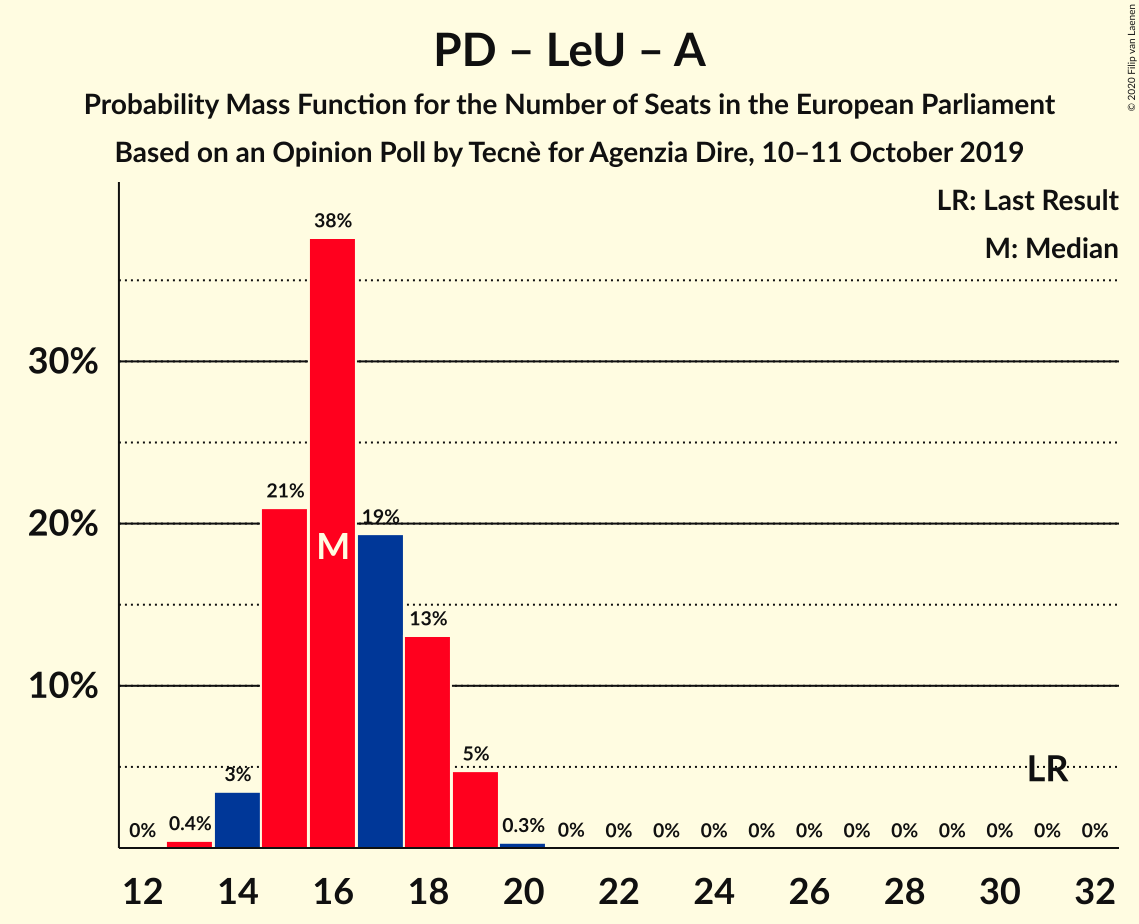 PD – LeU – A
Probability Mass Function for the Number of Seats in the European Parliament
Based on an Opinion Poll by Tecnè for Agenzia Dire, 10–11 October 2019
© 2020 Filip van Laenen
LR: Last Result
M: Median
38%
30%
21%
20%
19%
M
13%
10%
5%
3%
LR
0% 0.4% 0.3% 0% 0% 0% 0% 0% 0% 0% 0% 0% 0% 0% 0%
12 14 16 18 20 22 24 26 28 30 32